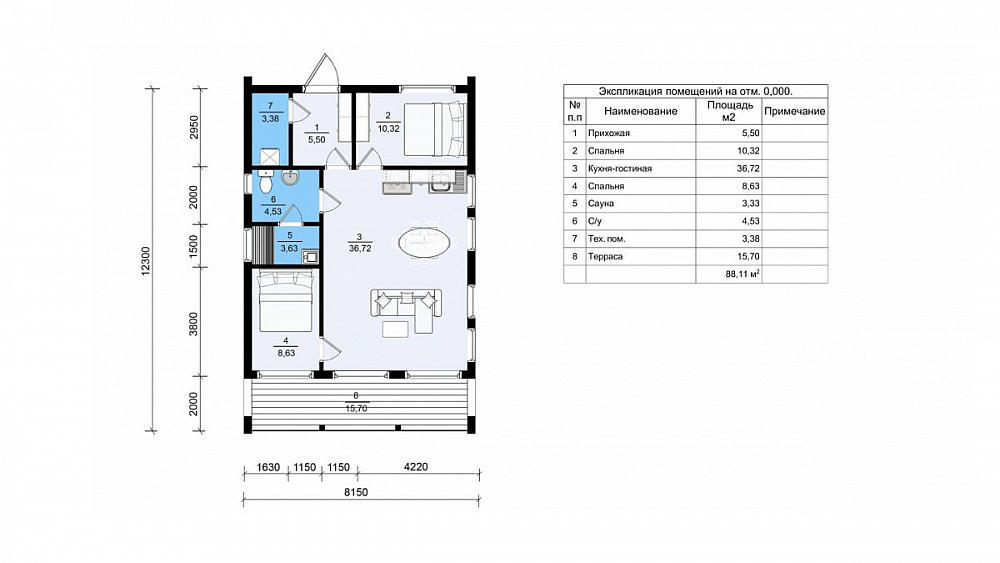 7
3,38
1
5,50
2
10,32
6
4,53
5
3,63
3
36,72
4
8,63
8
15,70
2950
2000
1500
3800
2000
12300
1630 1150 1150 4220
8150
Экспликация помещений на отм. 0,000.
№ п.п Наименование Площадь м2 Примечание
1 Прихожая 5,50
2 Спальня 10,32
3 Кухня-гостиная 36,72
4 Спальня 8,63
5 Сауна 3,33
6 С/у 4,53
7 Тех. пом. 3,38
8 Терраса 15,70
88,11 м²